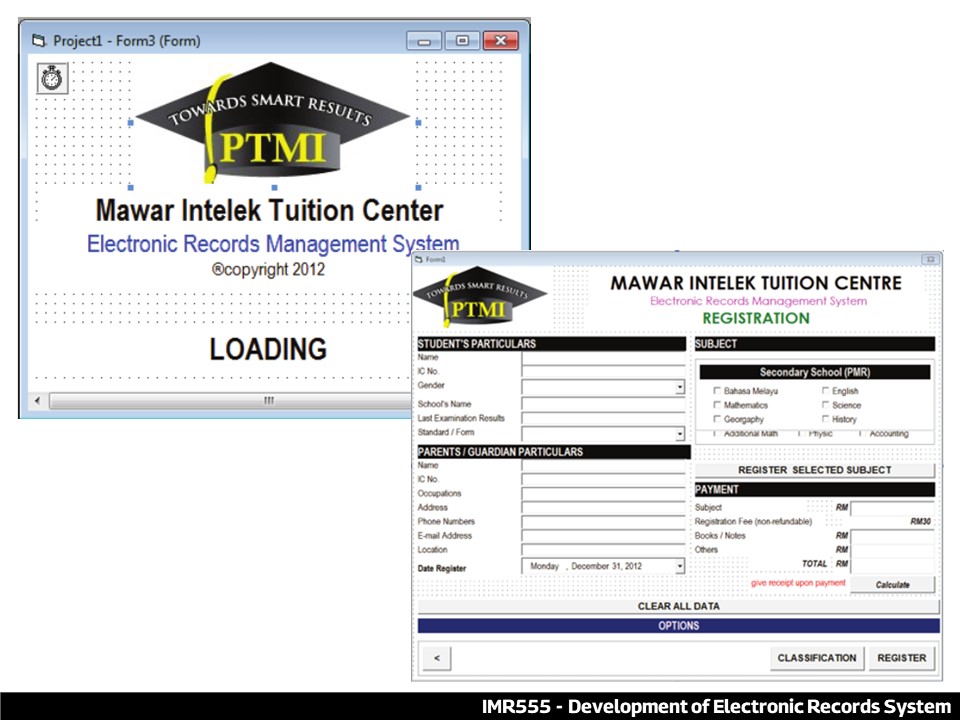 Project1 - Form3 (Form)
TOWARDS SMART RESULTS
PTMI
Mawar Intelek Tuition Center
Electronic Records Management System
®copyright 2012
LOADING
Form1
TOWARDS SMART RESULTS
PTMI
MAWAR INTELEK TUITION CENTRE
Electronic Records Management System
REGISTRATION
STUDENT'S PARTICULARS
Name
IC No.
Gender
School's Name
Last Examination Results
Standard / Form
PARENTS / GUARDIAN PARTICULARS
Name
IC No.
Occupations
Address
Phone Numbers
E-mail Address
Location
Date Register Monday , December 31, 2012
SUBJECT
Secondary School (PMR)
Bahasa Melayu English
Mathematics Science
Georgaphy History
Additional Math Physic Accounting
REGISTER SELECTED SUBJECT
PAYMENT
Subject RM
Registration Fee (non-refundable) RM30
Books / Notes RM
Others RM
TOTAL RM
give receipt upon payment Calculate
CLEAR ALL DATA
OPTIONS
< CLASSIFICATION REGISTER
IMR555 - Development of Electronic Records System